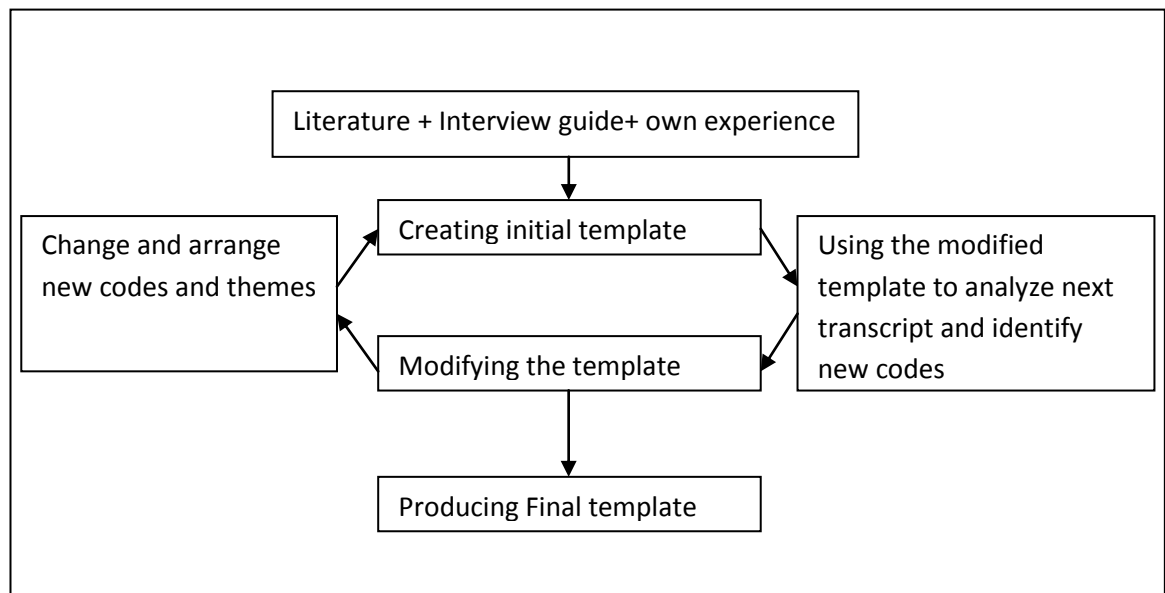 Literature + Interview guide+ own experience
Creating initial template
Change and arrange
new codes and themes
Using the modified
template to analyze next
transcript and identify
new codes
Modifying the template
Producing Final template